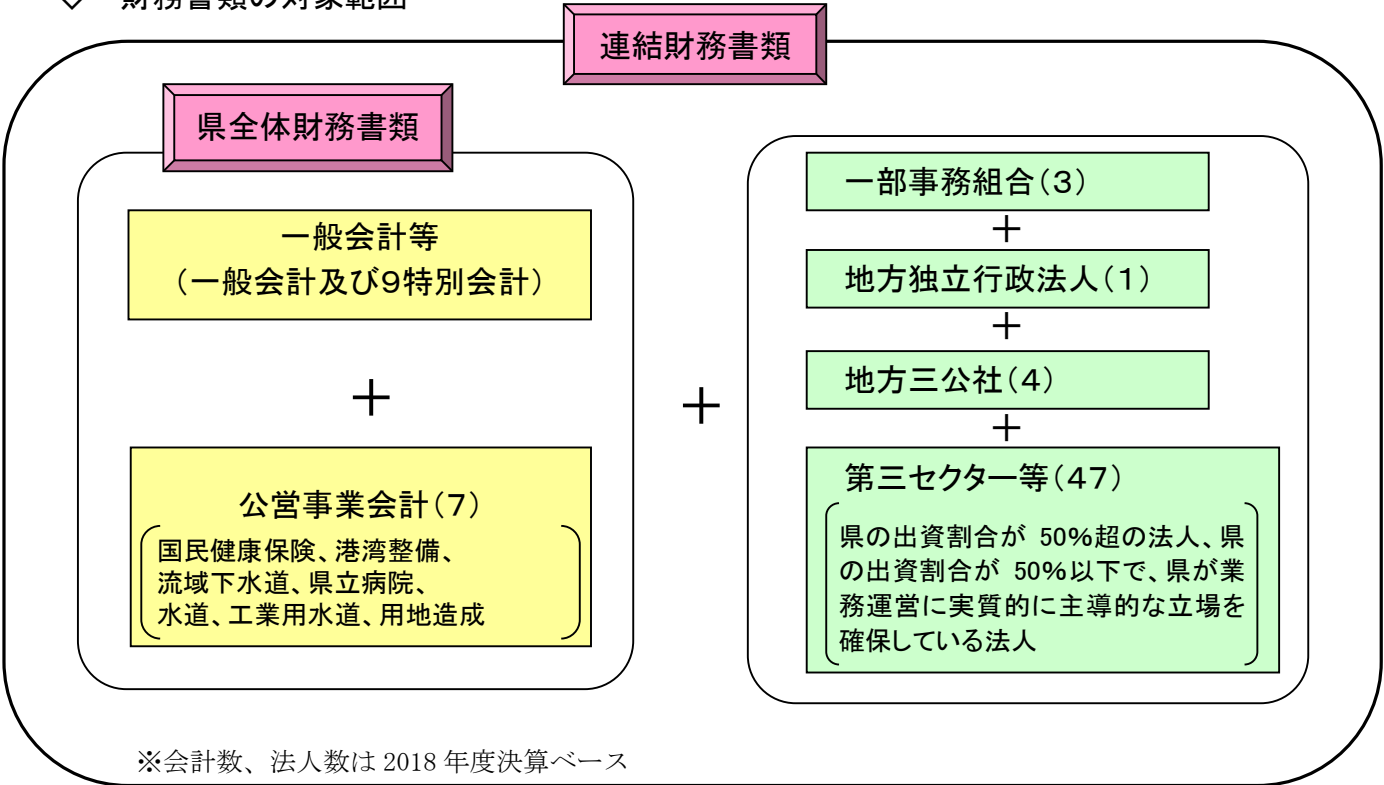 ◇ 財務書類の対象範囲
連結財務書類
県全体財務書類
一般会計等
(一般会計及び9特別会計)
+
公営事業会計(7)
国民健康保険、港湾整備、
流域下水道、県立病院、
水道、工業用水道、用地造成
+
一部事務組合(3)
+
地方独立行政法人(1)
+
地方三公社(4)
+
第三セクター等(47)
県の出資割合が 50%超の法人、県
の出資割合が 50%以下で、県が業
務運営に実質的に主導的な立場を
確保している法人
※会計数、法人数は 2018 年度決算ベース